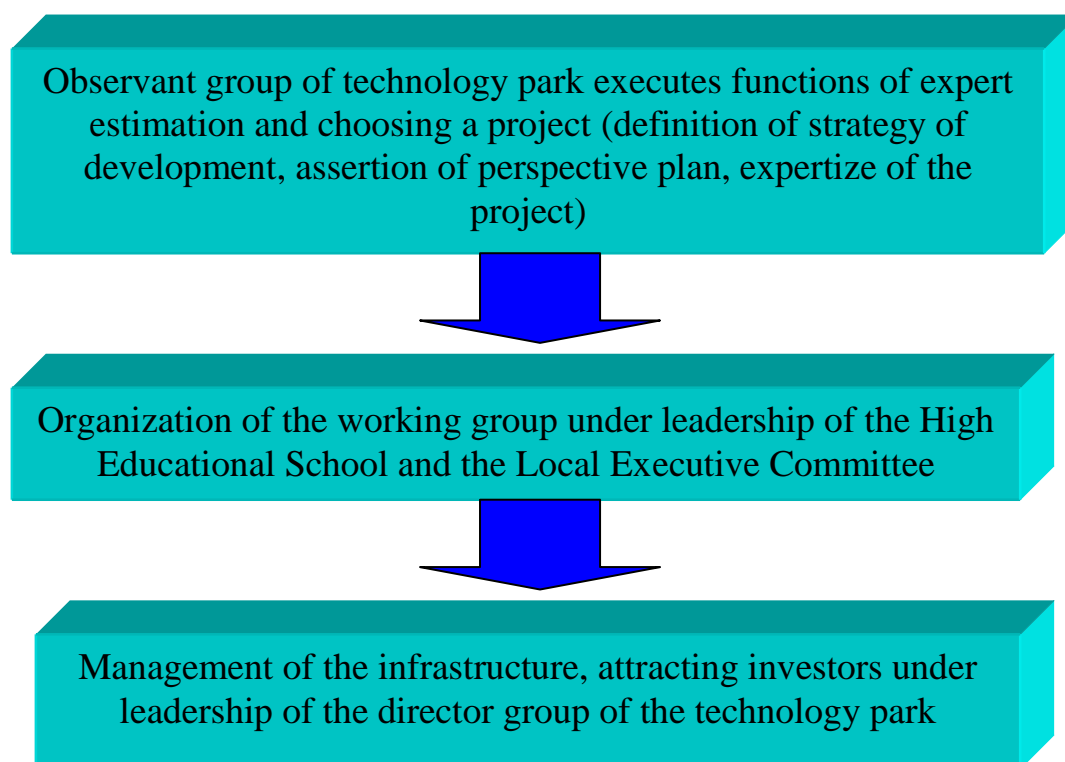 Observant group of technology park executes functions of expert
estimation and choosing a project (definition of strategy of
development, assertion of perspective plan, expertize of the
project)
Organization of the working group under leadership of the High
Educational School and the Local Executive Committee
Management of the infrastructure, attracting investors under
leadership of the director group of the technology park